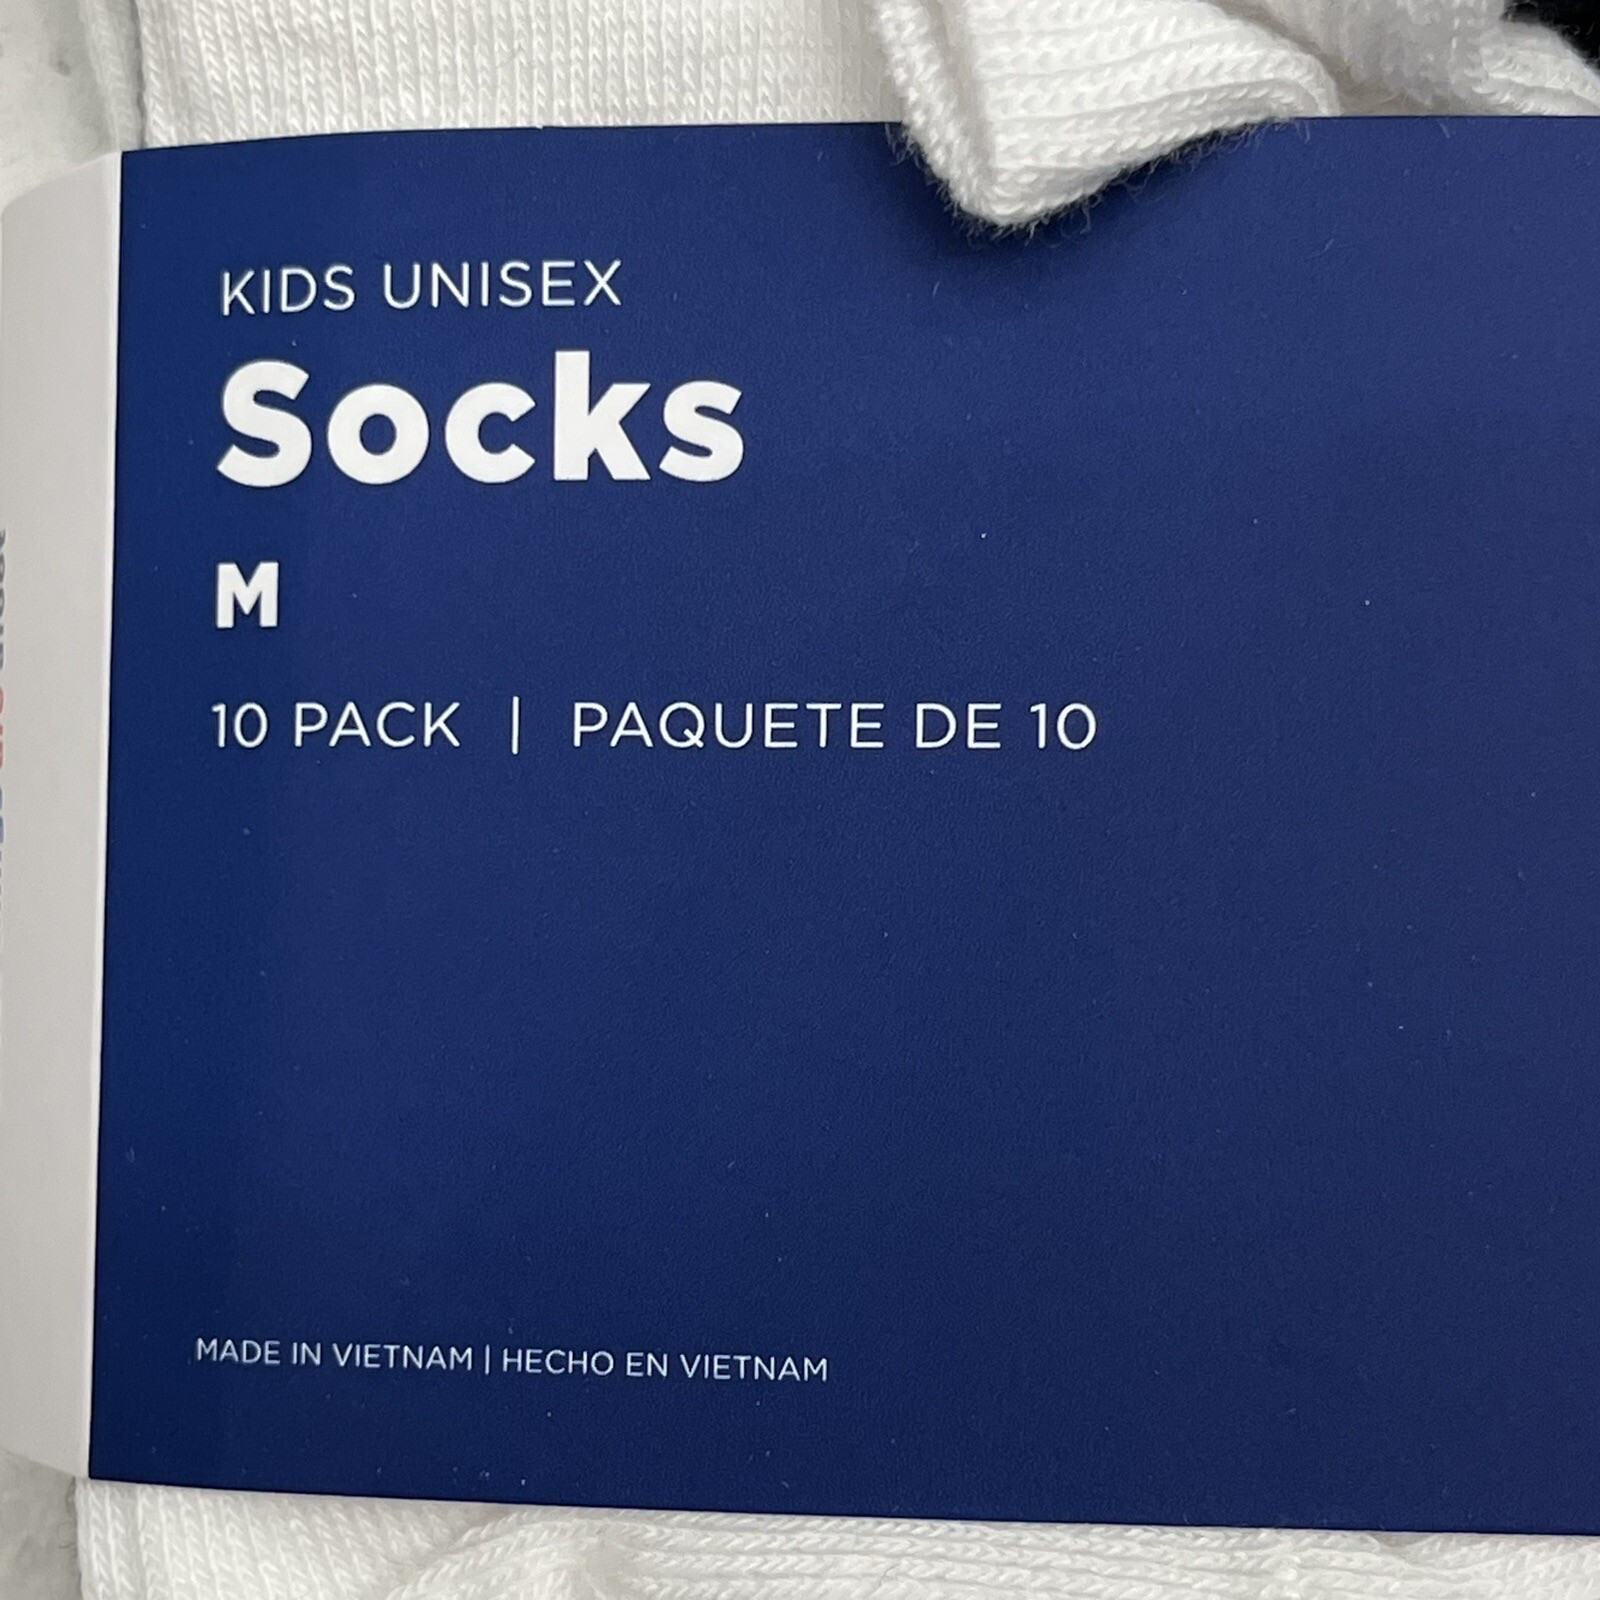 KIDS UNISEX
Socks
M
10 PACK | PAQUETE DE 10
MADE IN VIETNAM | HECHO EN VIETNAM